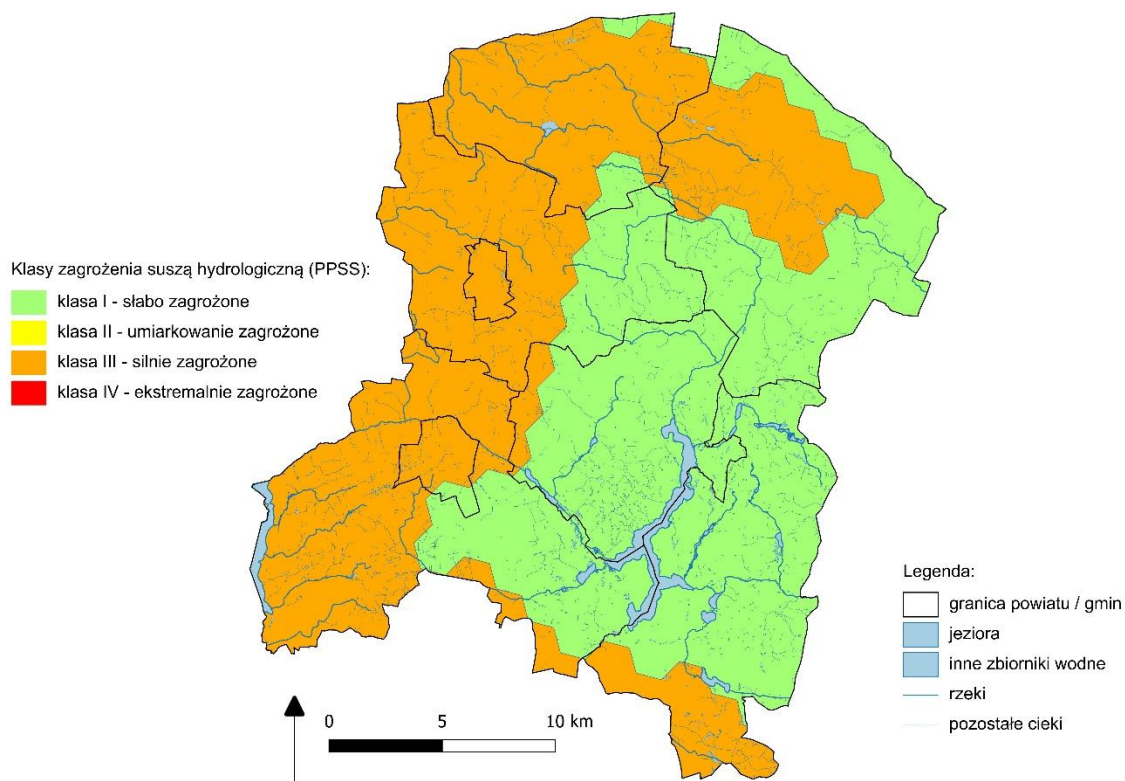 Klasy zagrożenia suszą hydrologiczną (PPSS):
klasa I - słabo zagrożone
klasa II - umiarkowanie zagrożone
klasa III - silnie zagrożone
klasa IV - ekstremalnie zagrożone
Legenda:
granica powiatu / gmin
jeziora
inne zbiorniki wodne
rzeki
pozostałe cieki
0 5 10 km